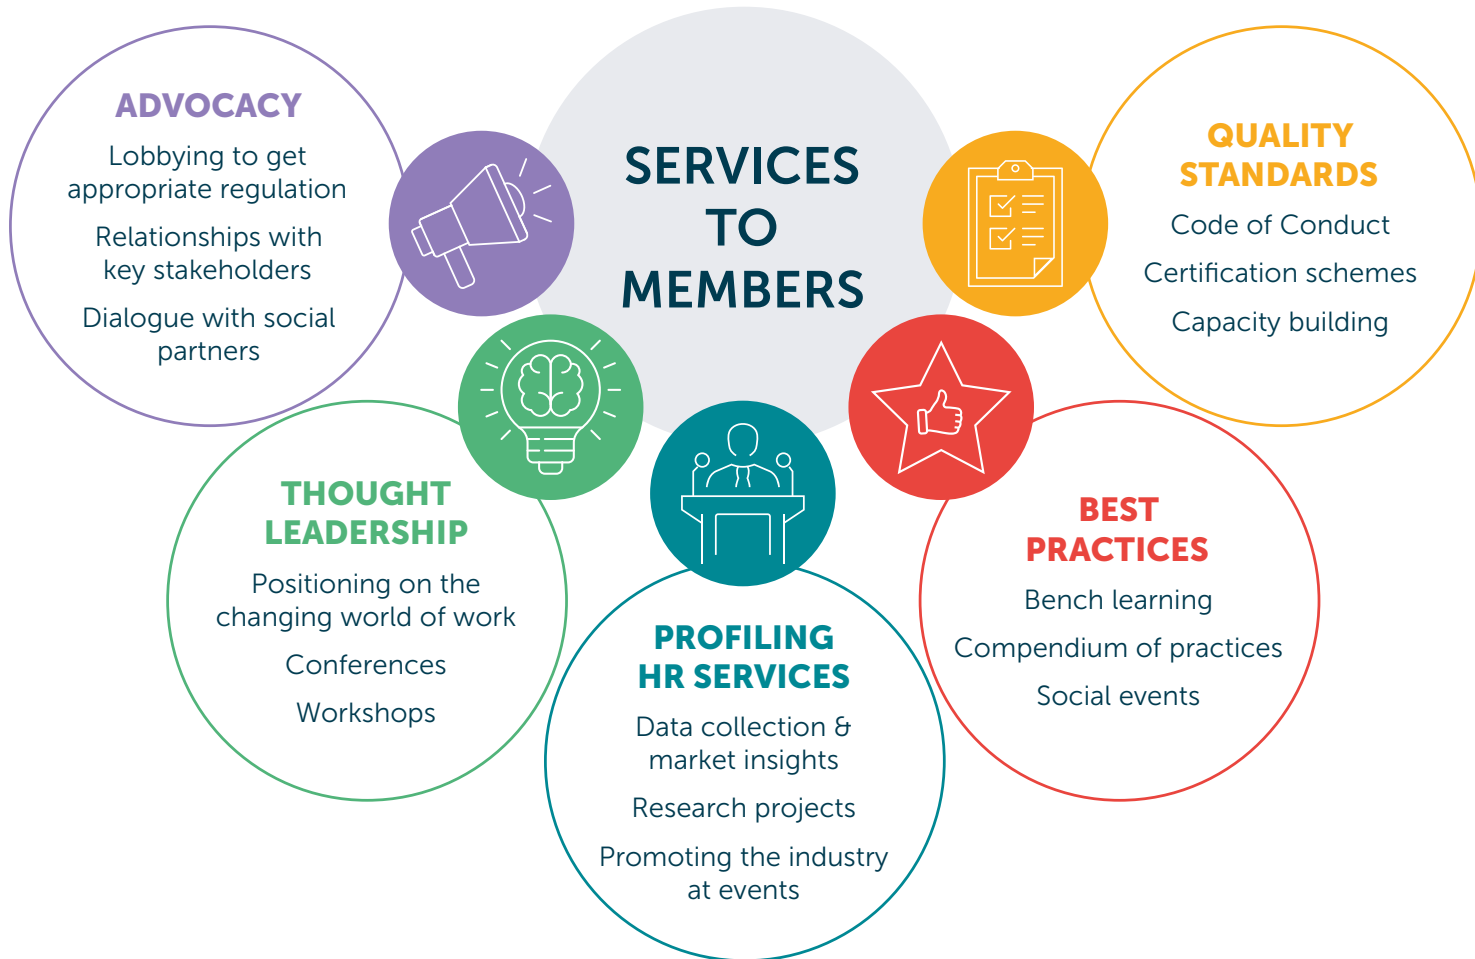 SERVICES
TO
MEMBERS
ADVOCACY
Lobbying to get
appropriate regulation
Relationships with
key stakeholders
Dialogue with social
partners
THOUGHT
LEADERSHIP
Positioning on the
changing world of work
Conferences
Workshops
PROFILING
HR SERVICES
Data collection &
market insights
Research projects
Promoting the industry
at events
BEST
PRACTICES
Bench learning
Compendium of practices
Social events
QUALITY
STANDARDS
Code of Conduct
Certification schemes
Capacity building